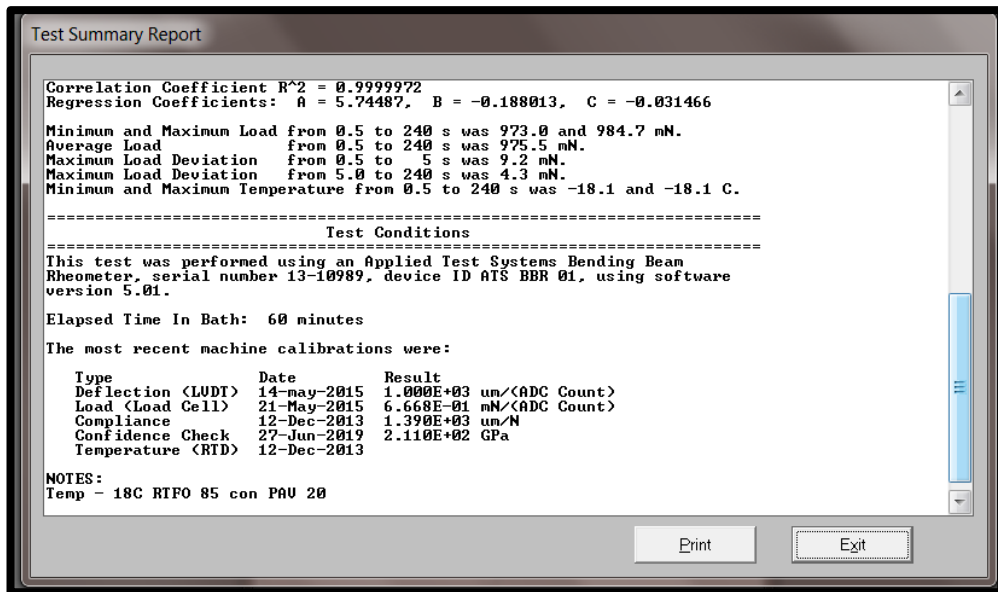 Test Summary Report
Correlation Coefficient R^2 = 0.9999972
Regression Coefficients:  A = 5.74487,  B = -0.188013,  C = -0.031466
Minimum and Maximum Load from 0.5 to 240 s was 973.0 and 984.7 mN.
Average Load             from 0.5 to 240 s was 975.5 mN.
Maximum Load Deviation   from 0.5 to   5 s was 9.2 mN.
Maximum Load Deviation   from 5.0 to 240 s was 4.3 mN.
Minimum and Maximum Temperature from 0.5 to 240 s was -18.1 and -18.1 C.
===========================================================================
Test Conditions
===========================================================================
This test was performed using an Applied Test Systems Bending Beam
Rheometer, serial number 13-10989, device ID ATS BBR 01, using software
version 5.01.
Elapsed Time In Bath:  60 minutes
The most recent machine calibrations were:
Type               Date         Result
Deflection (LVDT)  14-may-2015  1.000E+03 um/(ADC Count)
Load (Load Cell)   21-May-2015  6.668E-01 mN/(ADC Count)
Compliance         12-Dec-2013  1.390E+03 um/N
Confidence Check   27-Jun-2019  2.110E+02 GPa
Temperature (RTD)  12-Dec-2013
NOTES:
Temp - 18C RTFO 85 con PAV 20
Print Exit